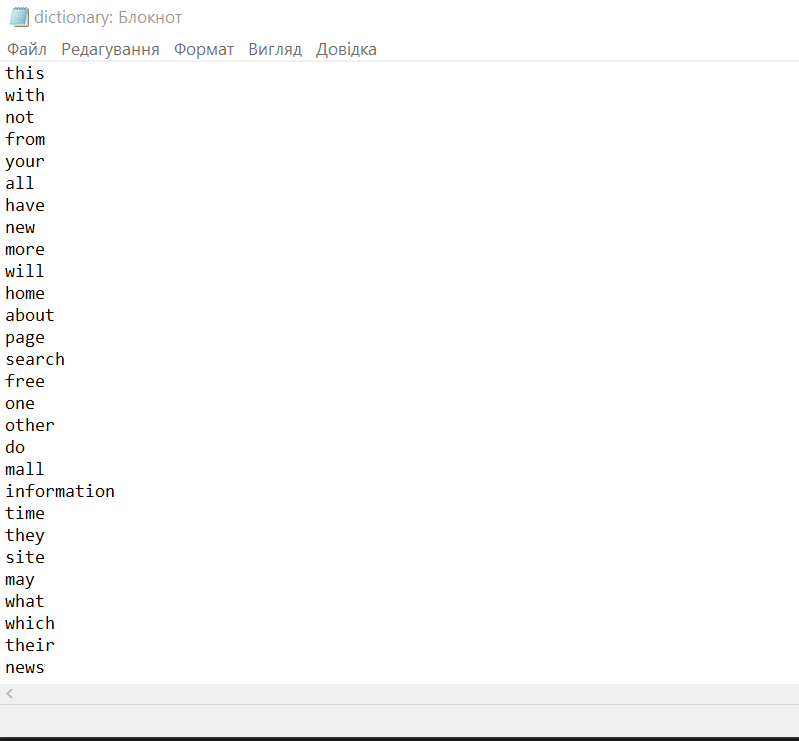 dictionary: Блокнот
Файл Редагування Формат Вигляд Довідка
this
with
not
from
your
all
have
new
more
will
home
about
page
search
free
one
other
do
mall
information
time
they
site
may
what
which
their
news